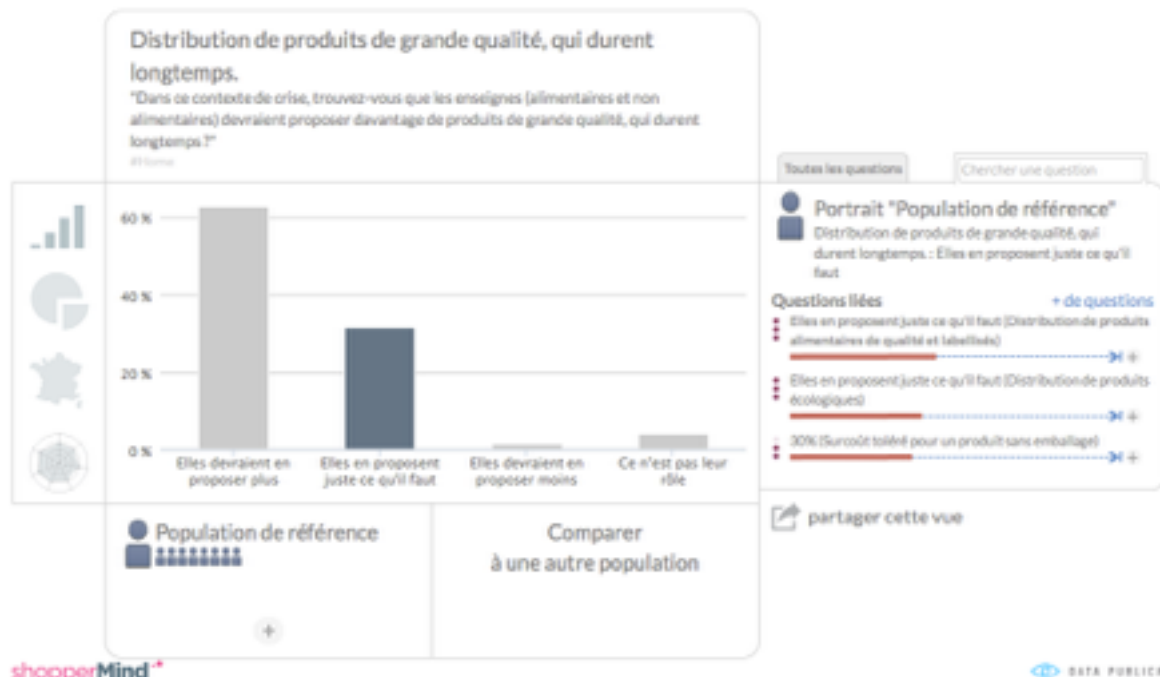 Distribution de produits de grande qualité, qui durent
longtemps.
"Dans ce contexte de crise, trouvez-vous que les enseignes (alimentaires et non
alimentaires) devraient proposer davantage de produits de grande qualité, qui durent
longtemps ?"
#Home
Toutes les questions
Chercher une question
60 %
40 %
20 %
0 %
Elles devraient en
proposer plus
Elles en proposent
juste ce qu'il faut
Elles devraient en
proposer moins
Ce n'est pas leur
rôle
Portrait "Population de référence"
Distribution de produits de grande qualité, qui
durent longtemps. : Elles en proposent juste ce qu'il
faut
Questions liées
+ de questions
Elles en proposent juste ce qu'il faut (Distribution de produits
alimentaires de qualité et labellisés)
Elles en proposent juste ce qu'il faut (Distribution de produits
écologiques)
30% (Surcoût toléré pour un produit sans emballage)
partager cette vue
Population de référence
Comparer
à une autre population
shopperMind
DATA PUBLICA